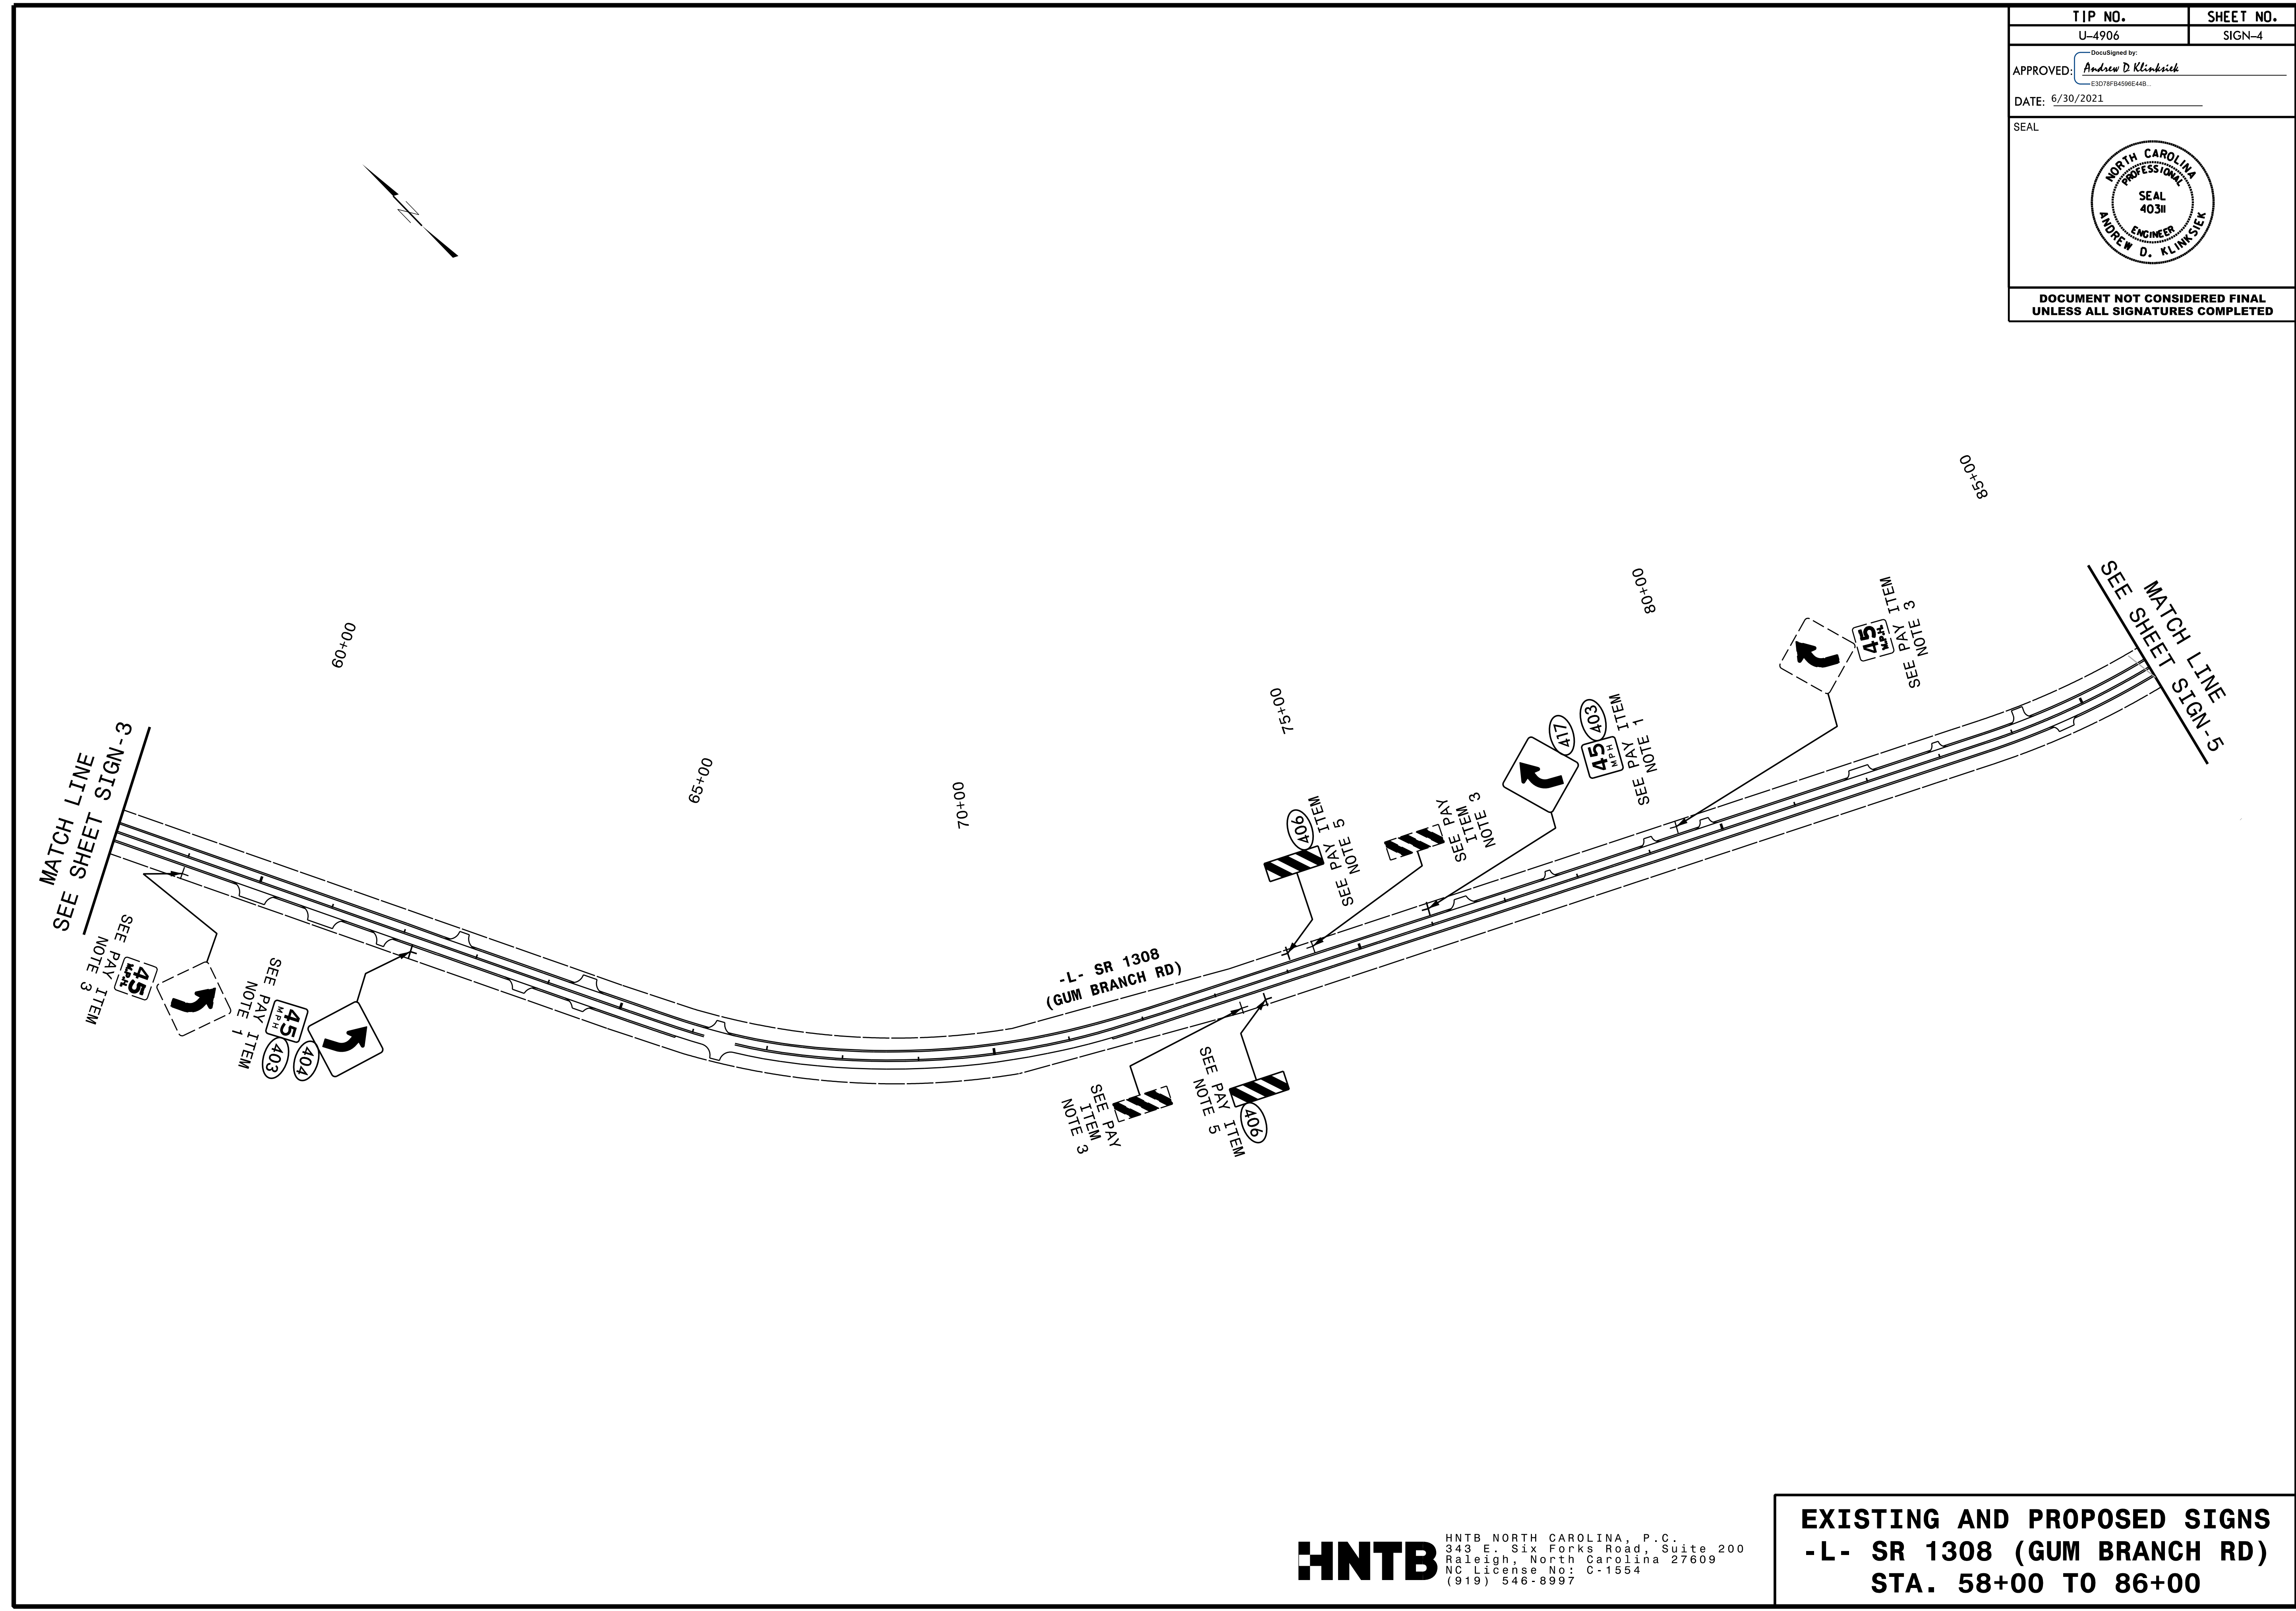 TIP NO.
SHEET NO.
U-4906
SIGN-4
DocuSigned by:
APPROVED: Andrew D. Klinksiek
E3D78FB4596E44B...
DATE: 6/30/2021
SEAL
NORTH CAROLINA
PROFESSIONAL
SEAL
40311
ENGINEER
ANDREW D. KLINKSIEK
DOCUMENT NOT CONSIDERED FINAL
UNLESS ALL SIGNATURES COMPLETED
N
85+00
80+00
75+00
70+00
65+00
60+00
MATCH LINE
SEE SHEET SIGN-3
MATCH LINE
SEE SHEET SIGN-5
45
M.P.H.
SEE PAY ITEM
NOTE 3
417
403
45
MPH
SEE PAY ITEM
NOTE 1
SEE PAY
ITEM
NOTE 3
406
SEE PAY ITEM
NOTE 5
-L- SR 1308
(GUM BRANCH RD)
SEE PAY ITEM
NOTE 3
45
M.P.H.
SEE PAY ITEM
NOTE 1
45
MPH
403
404
SEE PAY
ITEM
NOTE 3
SEE PAY ITEM
NOTE 5
406
HNTB
HNTB NORTH CAROLINA, P.C.
343 E. Six Forks Road, Suite 200
Raleigh, North Carolina 27609
NC License No: C-1554
(919) 546-8997
EXISTING AND PROPOSED SIGNS
-L- SR 1308 (GUM BRANCH RD)
STA. 58+00 TO 86+00